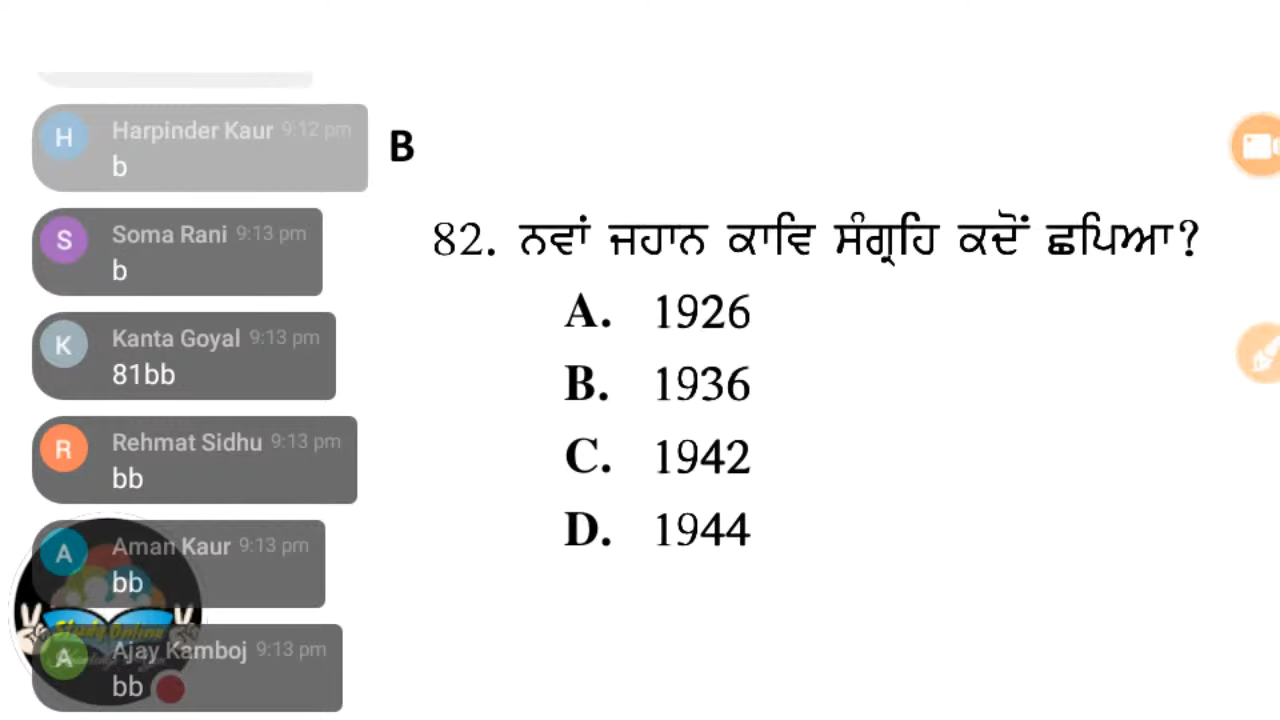 H Harpinder Kaur 9:12 pm
b
S Soma Rani 9:13 pm
b
K Kanta Goyal 9:13 pm
81bb
R Rehmat Sidhu 9:13 pm
bb
A Aman Kaur 9:13 pm
bb
Study Online
A Ajay Kamboj 9:13 pm
bb
B
82. ਨਵਾਂ ਜਹਾਨ ਕਾਵਿ ਸੰਗ੍ਰਹਿ ਕਦੋਂ ਛਪਿਆ?
A. 1926
B. 1936
C. 1942
D. 1944